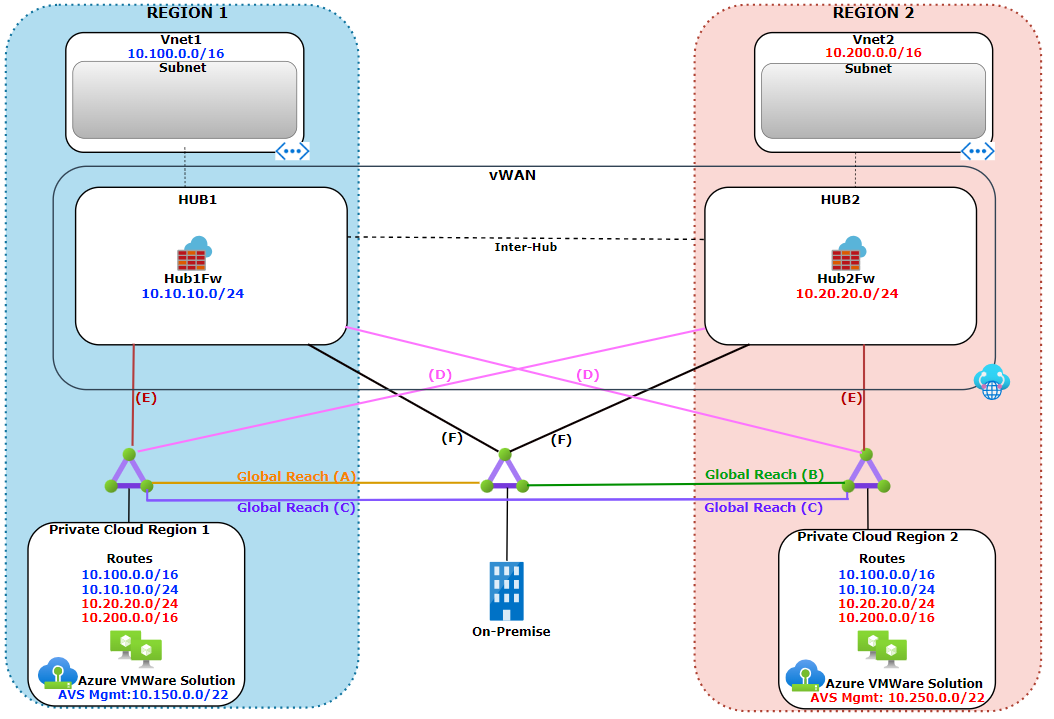 REGION 1
REGION 2
Vnet1
10.100.0.0/16
Subnet
Vnet2
10.200.0.0/16
Subnet
vWAN
HUB1
Hub1Fw
10.10.10.0/24
Inter-Hub
HUB2
Hub2Fw
10.20.20.0/24
(D)
(D)
(E)
(E)
(F)
(F)
Global Reach (A)
Global Reach (B)
Global Reach (C)
Global Reach (C)
Private Cloud Region 1
Routes
10.100.0.0/16
10.10.10.0/24
10.20.20.0/24
10.200.0.0/16
Azure VMWare Solution
AVS Mgmt:10.150.0.0/22
On-Premise
Private Cloud Region 2
Routes
10.100.0.0/16
10.10.10.0/24
10.20.20.0/24
10.200.0.0/16
Azure VMWare Solution
AVS Mgmt: 10.250.0.0/22